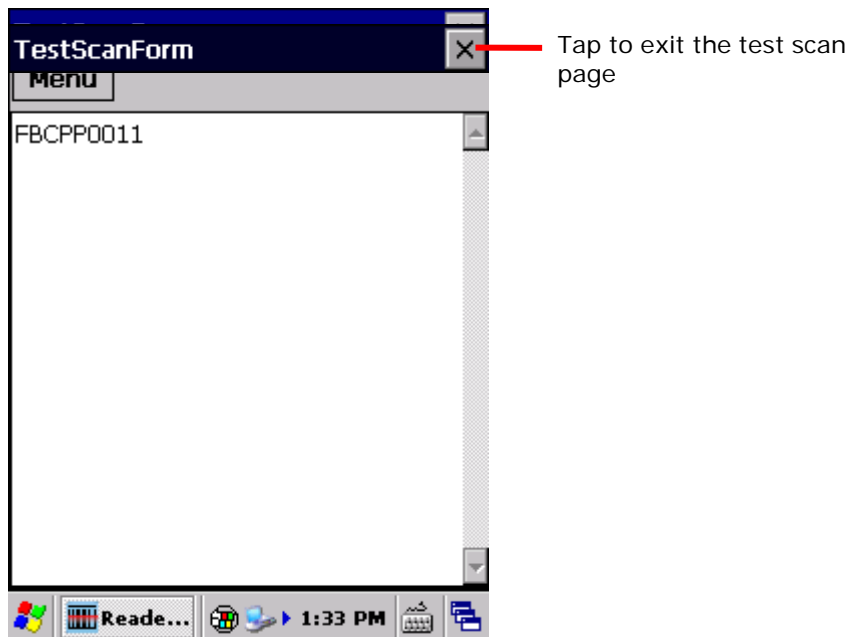 TestScanForm
Tap to exit the test scan
page
Menu
FBCPP0011
Reade... 1:33 PM